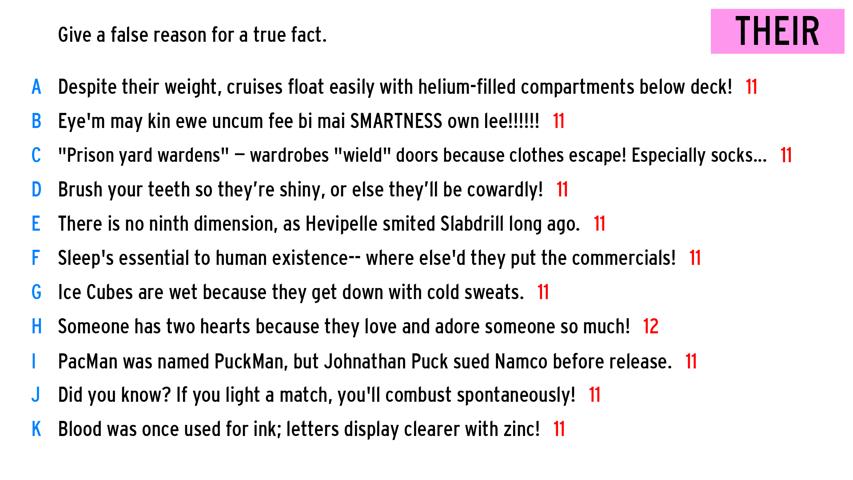 Give a false reason for a true fact.
THEIR
A Despite their weight, cruises float easily with helium-filled compartments below deck! 11
B Eye'm may kin ewe uncum fee bi mai SMARTNESS own lee!!!!!! 11
C "Prison yard wardens" – wardrobes "wield" doors because clothes escape! Especially socks... 11
D Brush your teeth so they’re shiny, or else they’ll be cowardly! 11
E There is no ninth dimension, as Hevipelle smited Slabdrill long ago. 11
F Sleep's essential to human existence-- where else'd they put the commercials! 11
G Ice Cubes are wet because they get down with cold sweats. 11
H Someone has two hearts because they love and adore someone so much! 12
I PacMan was named PuckMan, but Johnathan Puck sued Namco before release. 11
J Did you know? If you light a match, you'll combust spontaneously! 11
K Blood was once used for ink; letters display clearer with zinc! 11